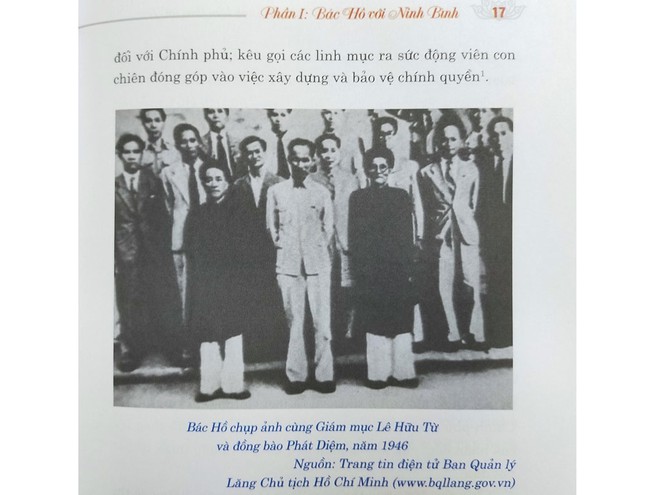 Phần I: Bác Hồ với Ninh Bình 17
đối với Chính phủ; kêu gọi các linh mục ra sức động viên con
chiên đóng góp vào việc xây dựng và bảo vệ chính quyền¹.
Bác Hồ chụp ảnh cùng Giám mục Lê Hữu Từ
và đồng bào Phát Diệm, năm 1946
Nguồn: Trang tin điện tử Ban Quản lý
Lăng Chủ tịch Hồ Chí Minh (www.bqllang.gov.vn)